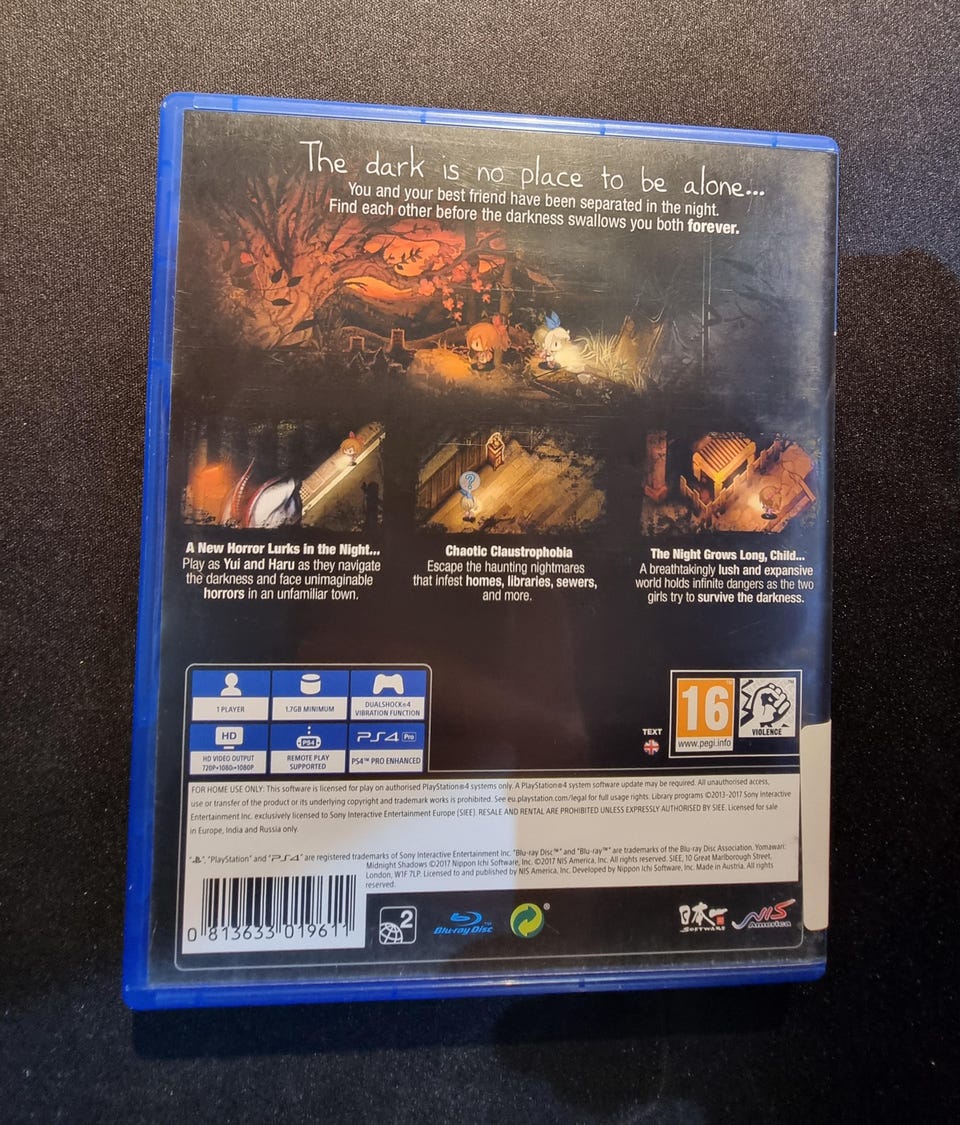 The dark is no place to be alone...
You and your best friend have been separated in the night.
Find each other before the darkness swallows you both forever.
?
A New Horror Lurks in the Night...
Play as Yui and Haru as they navigate
the darkness and face unimaginable
horrors in an unfamiliar town.
Chaotic Claustrophobia
Escape the haunting nightmares
that infest homes, libraries, sewers,
and more.
The Night Grows Long, Child...
A breathtakingly lush and expansive
world holds infinite dangers as the two
girls try to survive the darkness.
1 PLAYER
1.7GB MINIMUM
DUALSHOCK®4
VIBRATION FUNCTION
HD
HD VIDEO OUTPUT
720P•1080i•1080P
PS4
REMOTE PLAY
SUPPORTED
PS4 Pro
PS4™ PRO ENHANCED
TEXT
16
www.pegi.info
VIOLENCE
FOR HOME USE ONLY: This software is licensed for play on authorised PlayStation®4 systems only. A PlayStation®4 system software update may be required. All unauthorised access,
use or transfer of the product or its underlying copyright and trademark works is prohibited. See eu.playstation.com/legal for full usage rights. Library programs ©2013-2017 Sony Interactive
Entertainment Inc. exclusively licensed to Sony Interactive Entertainment Europe (SIEE). RESALE AND RENTAL ARE PROHIBITED UNLESS EXPRESSLY AUTHORISED BY SIEE. Licensed for sale
in Europe, India and Russia only.
"PS", "PlayStation" and "PS4" are registered trademarks of Sony Interactive Entertainment Inc. "Blu-ray Disc™" and "Blu-ray™" are trademarks of the Blu-ray Disc Association. Yomawari:
Midnight Shadows ©2017 Nippon Ichi Software, Inc. ©2017 NIS America, Inc. All rights reserved. SIEE, 10 Great Marlborough Street,
London, W1F 7LP. Licensed to and published by NIS America, Inc. Developed by Nippon Ichi Software, Inc. Made in Austria. All rights
reserved.
0 813633 019611
2
Blu-ray Disc™
日本一
SOFTWARE
NIS
America